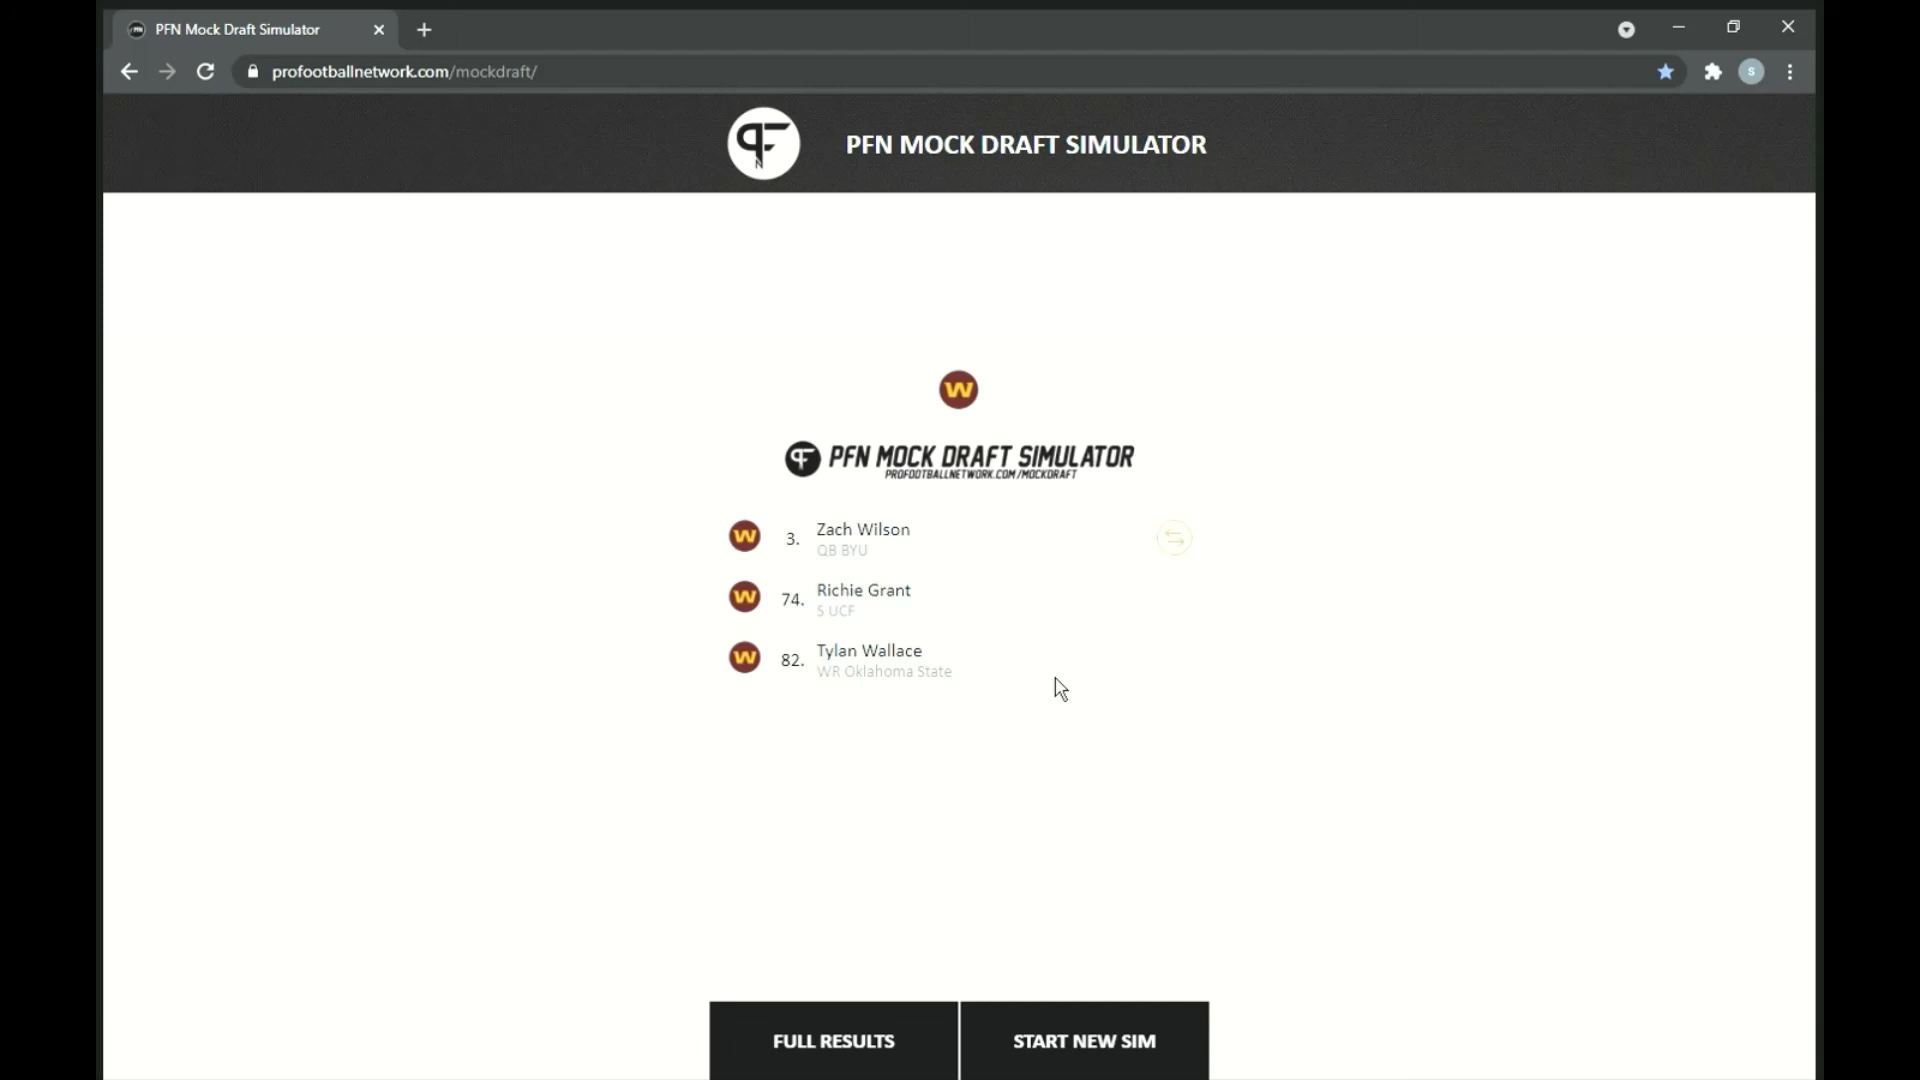 PFN Mock Draft Simulator
profootballnetwork.com/mockdraft/
S
PFN MOCK DRAFT SIMULATOR
W
PFN MOCK DRAFT SIMULATOR
PROFOOTBALLNETWORK.COM/MOCKDRAFT
W 3. Zach Wilson
QB BYU
W 74. Richie Grant
S UCF
W 82. Tylan Wallace
WR Oklahoma State
FULL RESULTS
START NEW SIM